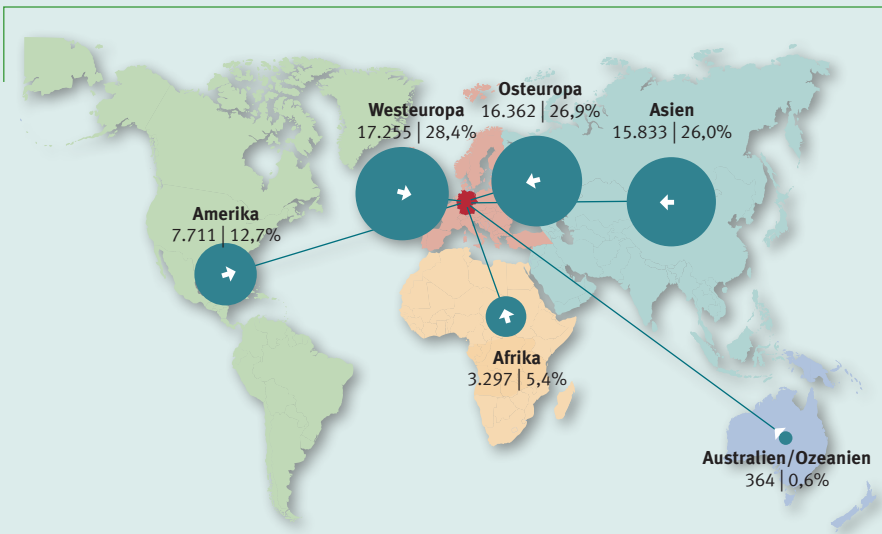 Osteuropa
16.362 | 26,9%
Westeuropa
17.255 | 28,4%
Asien
15.833 | 26,0%
Amerika
7.711 | 12,7%
Afrika
3.297 | 5,4%
Australien/Ozeanien
364 | 0,6%